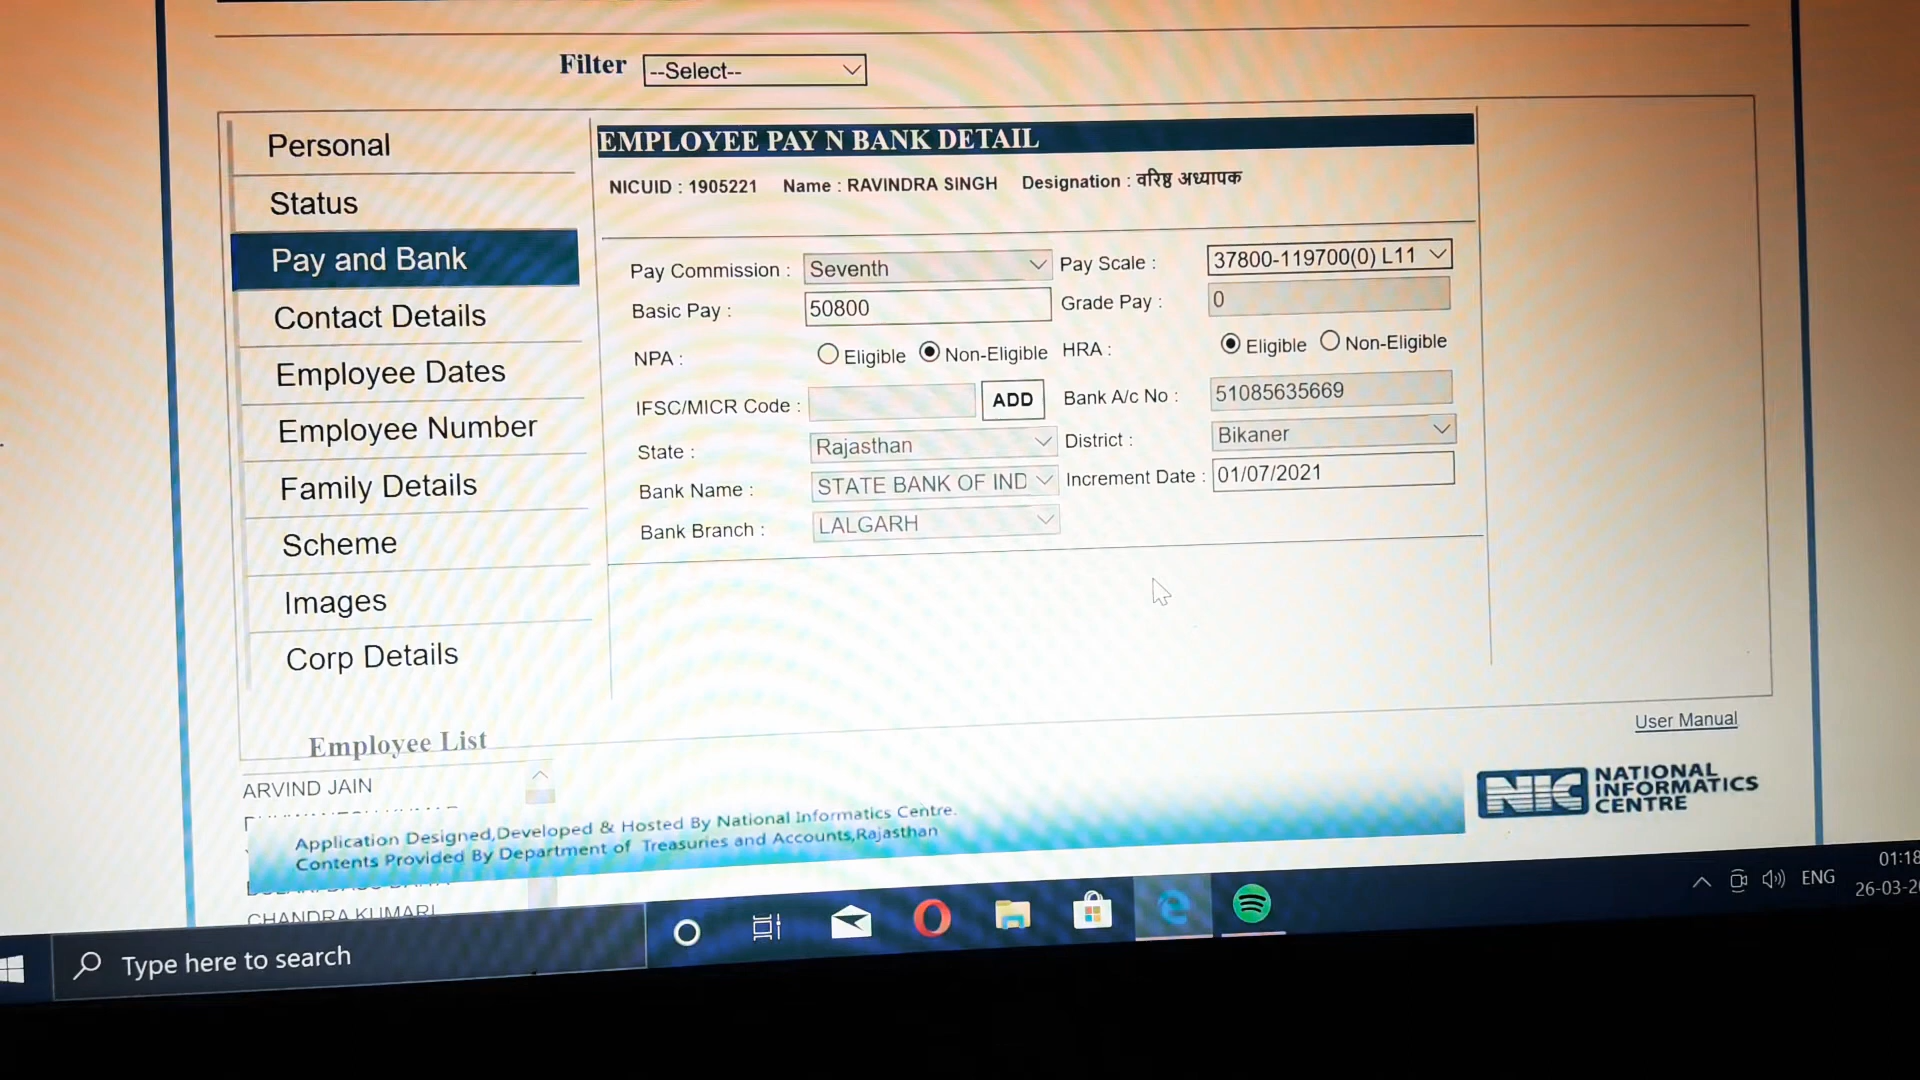 Filter --Select--
Personal
Status
Pay and Bank
Contact Details
Employee Dates
Employee Number
Family Details
Scheme
Images
Corp Details
EMPLOYEE PAY N BANK DETAIL
NICUID : 1905221 Name : RAVINDRA SINGH Designation : वरिष्ठ अध्यापक
Pay Commission : Seventh Pay Scale : 37800-119700(0) L11
Basic Pay : 50800 Grade Pay : 0
NPA : Eligible Non-Eligible HRA : Eligible Non-Eligible
IFSC/MICR Code : ADD Bank A/c No : 51085635669
State : Rajasthan District : Bikaner
Bank Name : STATE BANK OF IND Increment Date : 01/07/2021
Bank Branch : LALGARH
User Manual
Employee List
ARVIND JAIN
CHANDRA KUMARI
Application Designed,Developed & Hosted By National Informatics Centre.
Contents Provided By Department of Treasuries and Accounts,Rajasthan
NIC NATIONAL
INFORMATICS
CENTRE
Type here to search
ENG
01:18
26-03-2